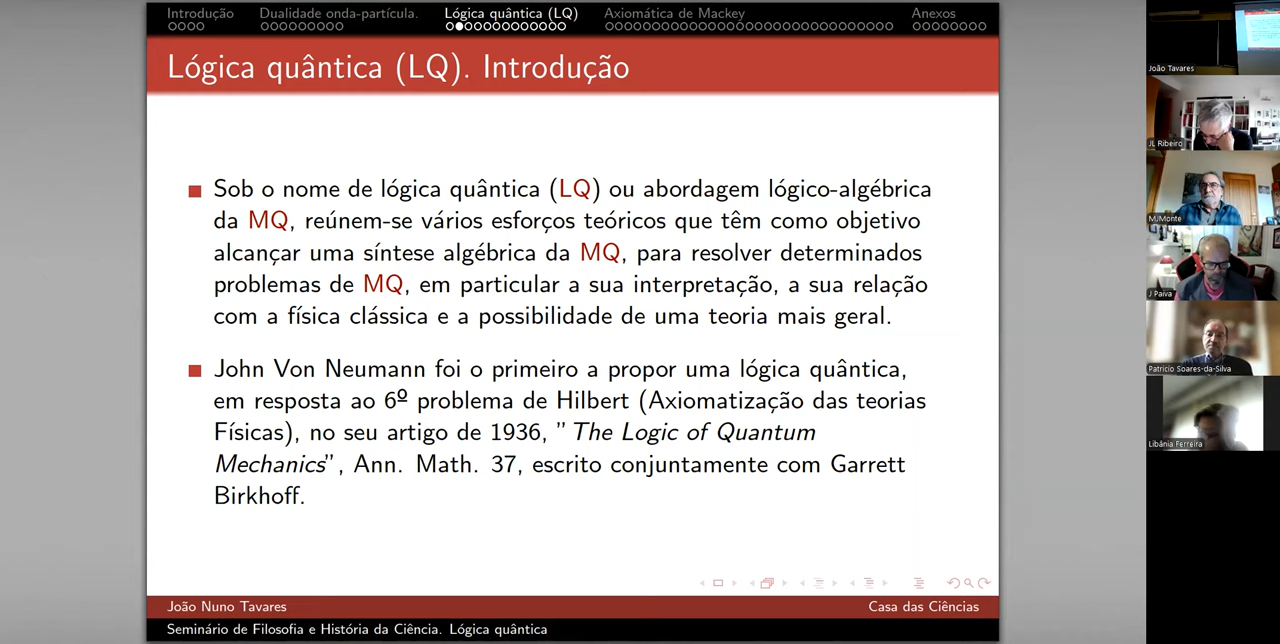 Introdução Dualidade onda-partícula. Lógica quântica (LQ) Axiomática de Mackey Anexos
Lógica quântica (LQ). Introdução
Sob o nome de lógica quântica (LQ) ou abordagem lógico-algébrica
da MQ, reúnem-se vários esforços teóricos que têm como objetivo
alcançar uma síntese algébrica da MQ, para resolver determinados
problemas de MQ, em particular a sua interpretação, a sua relação
com a física clássica e a possibilidade de uma teoria mais geral.
John Von Neumann foi o primeiro a propor uma lógica quântica,
em resposta ao 6º problema de Hilbert (Axiomatização das teorias
Físicas), no seu artigo de 1936, ” The Logic of Quantum
Mechanics”, Ann. Math. 37, escrito conjuntamente com Garrett
Birkhoff.
João Nuno Tavares Casa das Ciências
Seminário de Filosofia e História da Ciência. Lógica quântica
João Tavares
JL Ribeiro
MJMonte
J Paiva
Patricio Soares-da-Silva
Libânia Ferreira